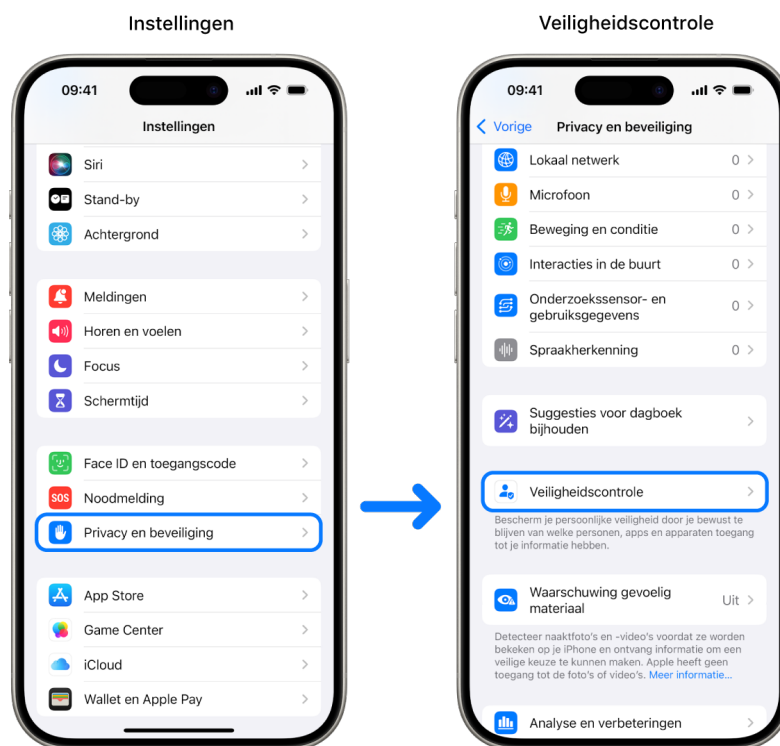 Instellingen
09:41
Instellingen
Siri
Stand-by
Achtergrond
Meldingen
Horen en voelen
Focus
Schermtijd
Face ID en toegangscode
SOS Noodmelding
Privacy en beveiliging
App Store
Game Center
iCloud
Wallet en Apple Pay
Veiligheidscontrole
09:41
Vorige Privacy en beveiliging
Lokaal netwerk 0
Microfoon 0
Beweging en conditie 0
Interacties in de buurt 0
Onderzoekssensor- en
gebruiksgegevens 0
Spraakherkenning 0
Suggesties voor dagboek
bijhouden
Veiligheidscontrole
Bescherm je persoonlijke veiligheid door je bewust te
blijven van welke personen, apps en apparaten toegang
tot je informatie hebben.
Waarschuwing gevoelig
materiaal Uit
Detecteer naaktfoto's en -video's voordat ze worden
bekeken op je iPhone en ontvang informatie om een
veilige keuze te kunnen maken. Apple heeft geen
toegang tot de foto's of video's. Meer informatie...
Analyse en verbeteringen